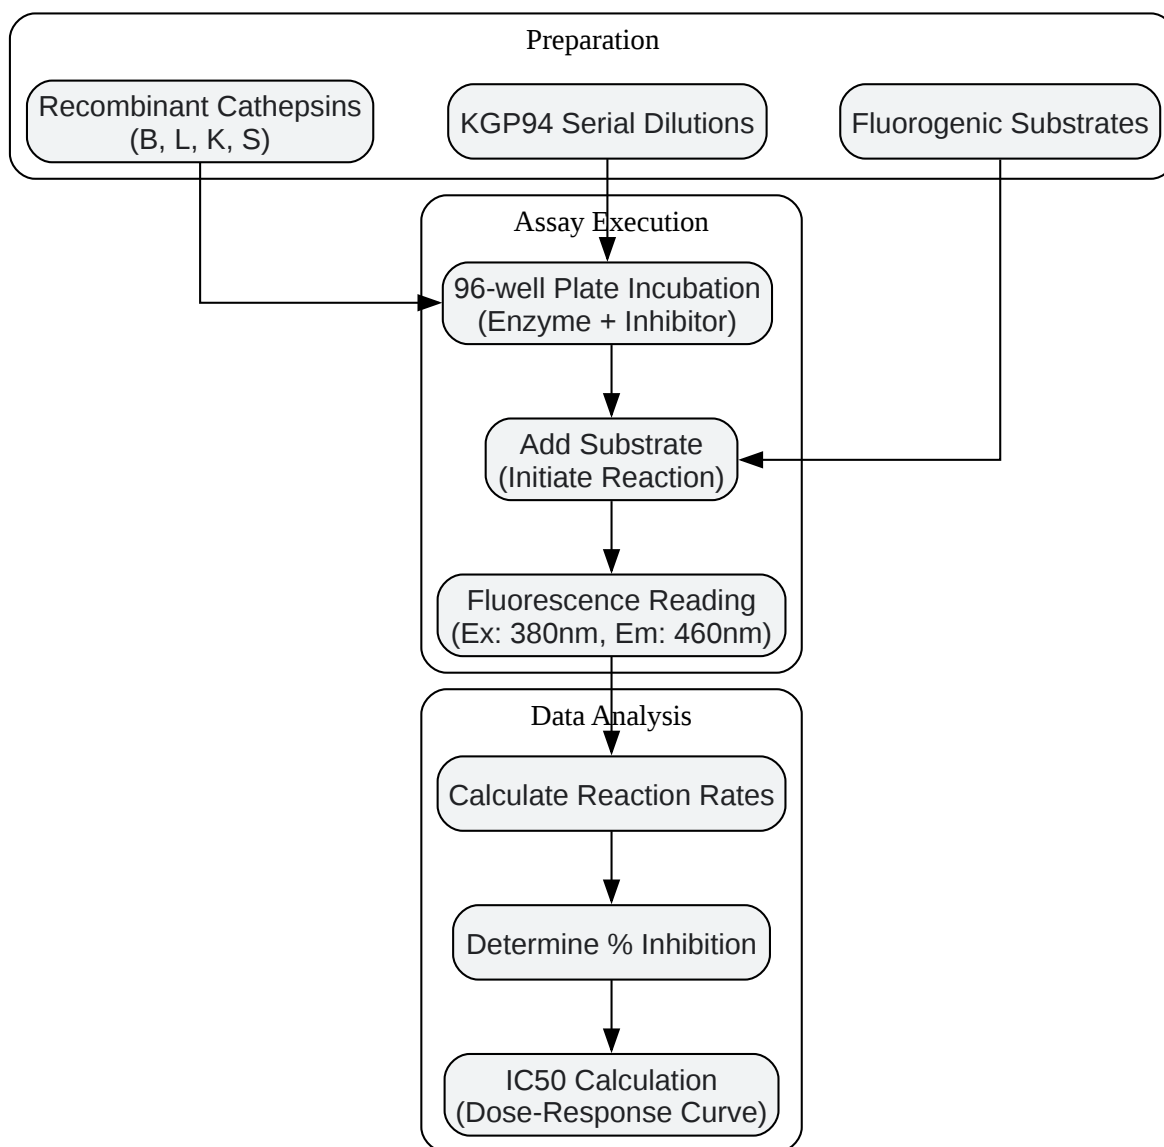 Preparation
Recombinant Cathepsins
(B, L, K, S)
KGP94 Serial Dilutions
Fluorogenic Substrates
Assay Execution
96-well Plate Incubation
(Enzyme + Inhibitor)
Add Substrate
(Initiate Reaction)
Fluorescence Reading
(Ex: 380nm, Em: 460nm)
Data Analysis
Calculate Reaction Rates
Determine % Inhibition
IC50 Calculation
(Dose-Response Curve)